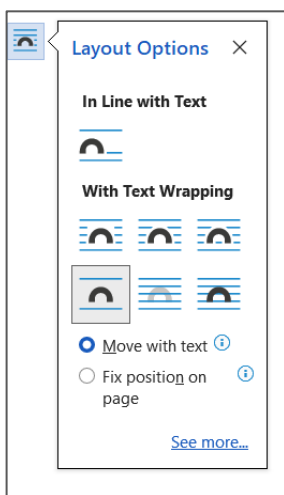 Layout Options
In Line with Text
With Text Wrapping
Move with text
Fix position on
page
See more...